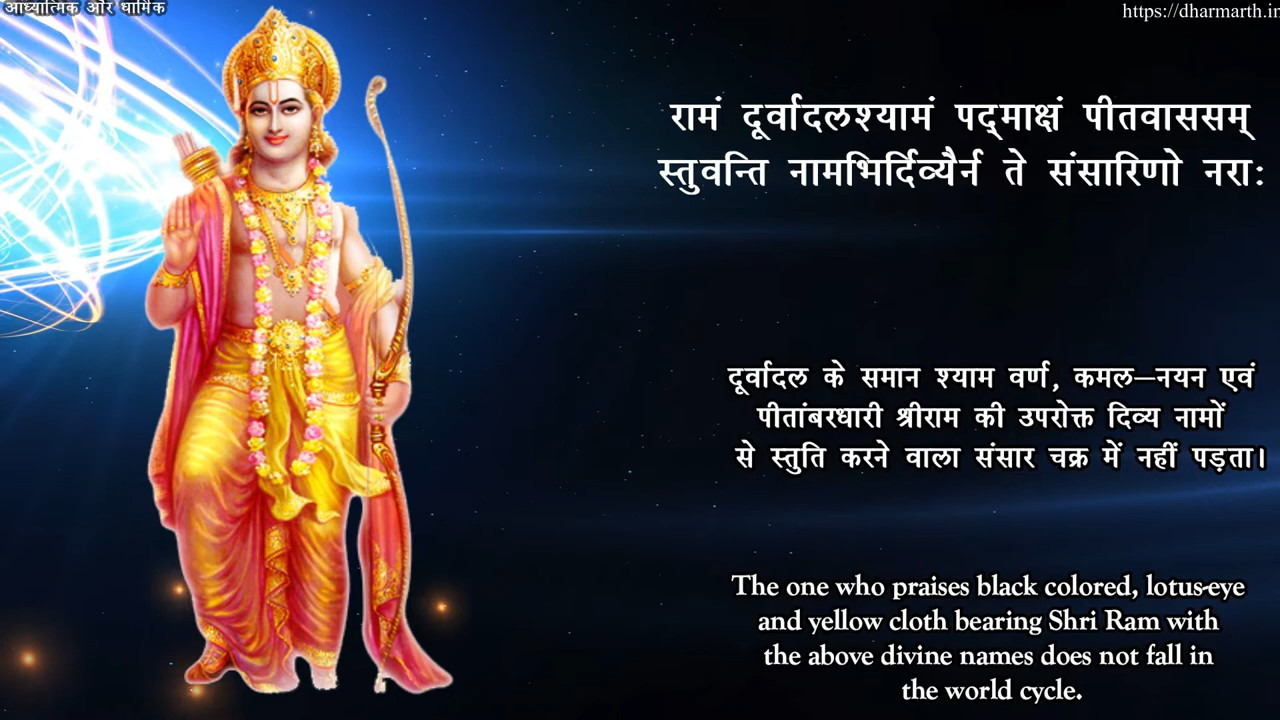 आध्यात्मिक और धार्मिक
https://dharmarth.in
रामं दूर्वादलश्यामं पद्माक्षं पीतवाससम्
स्तुवन्ति नामभिर्दिव्यैर्न ते संसारिणो नराः
दूर्वादल के समान श्याम वर्ण, कमल–नयन एवं
पीतांबरधारी श्रीराम की उपरोक्त दिव्य नामों
से स्तुति करने वाला संसार चक्र में नहीं पड़ता।
The one who praises black colored, lotus-eye
and yellow cloth bearing Shri Ram with
the above divine names does not fall in
the world cycle.